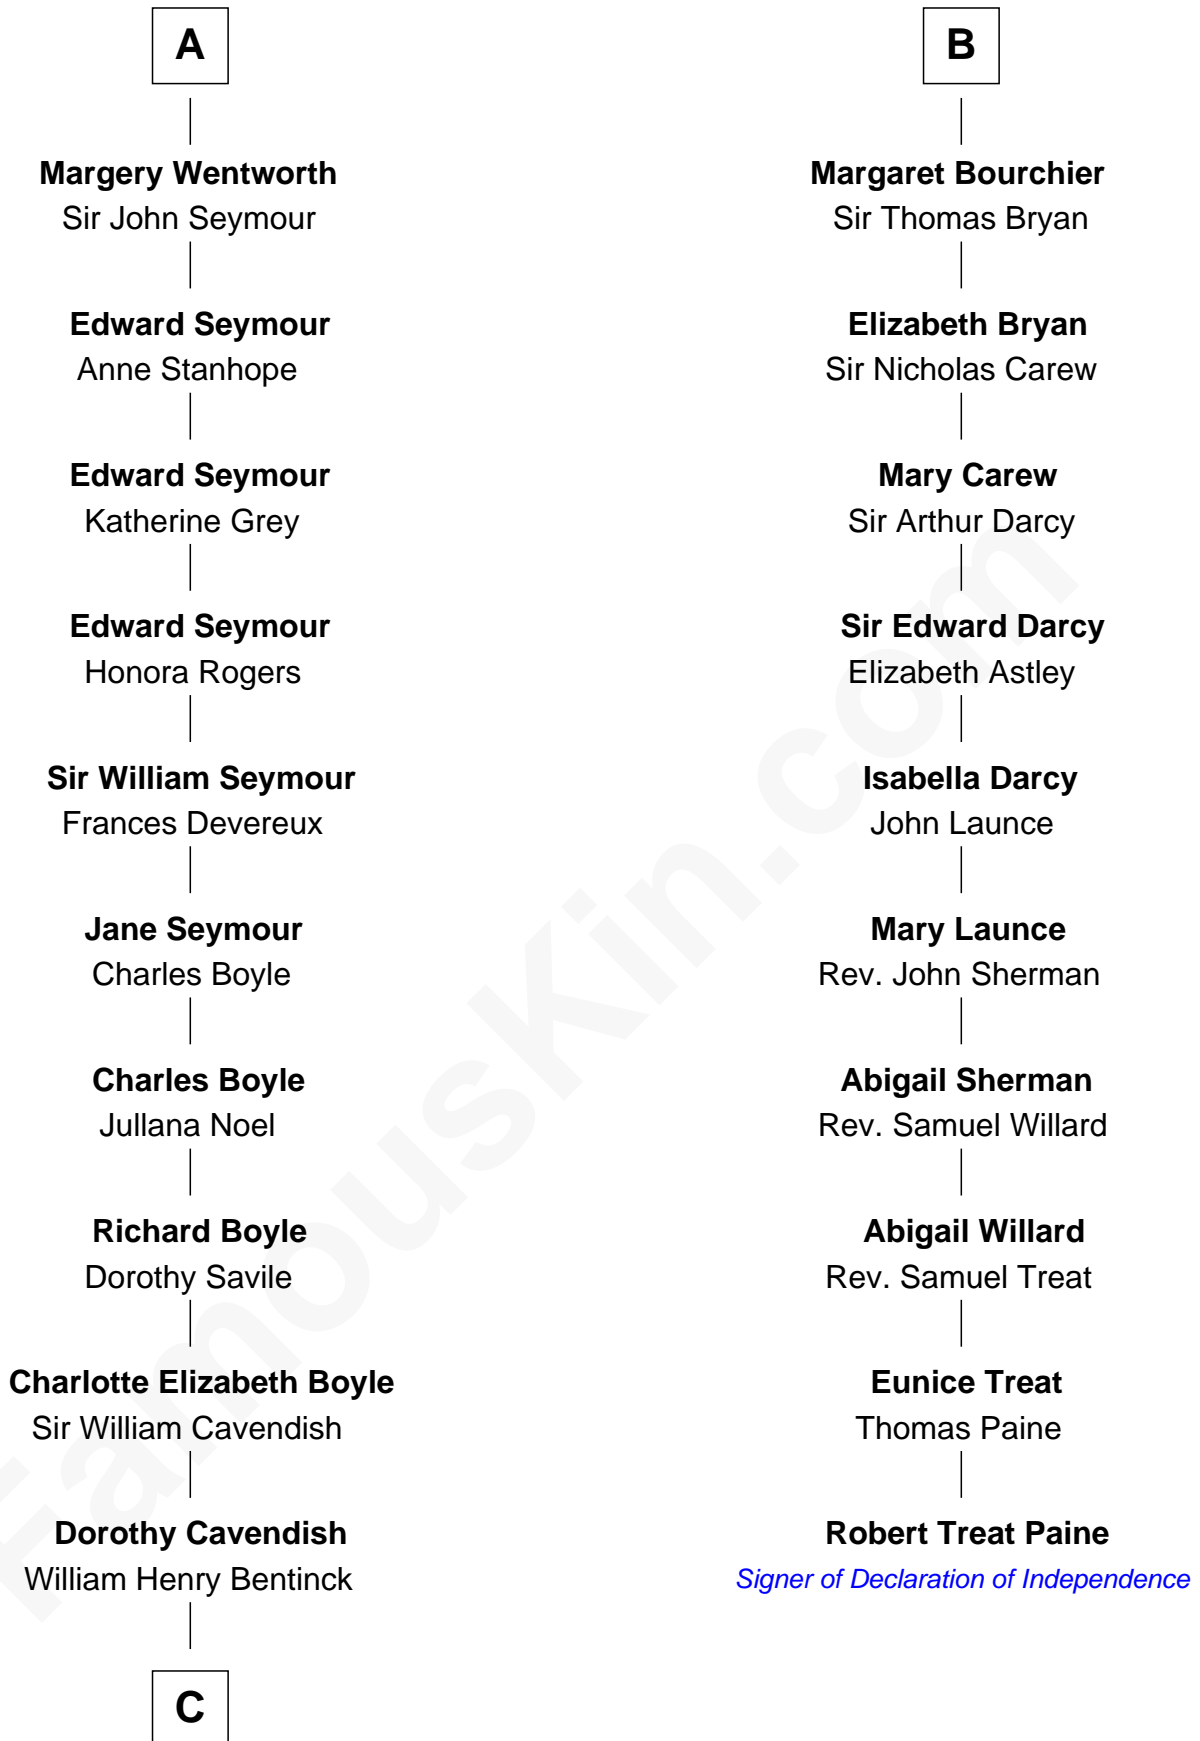 A
Margery Wentworth
Sir John Seymour
Edward Seymour
Anne Stanhope
Edward Seymour
Katherine Grey
Edward Seymour
Honora Rogers
Sir William Seymour
Frances Devereux
Jane Seymour
Charles Boyle
Charles Boyle
Jullana Noel
Richard Boyle
Dorothy Savile
Charlotte Elizabeth Boyle
Sir William Cavendish
Dorothy Cavendish
William Henry Bentinck
C
B
Margaret Bourchier
Sir Thomas Bryan
Elizabeth Bryan
Sir Nicholas Carew
Mary Carew
Sir Arthur Darcy
Sir Edward Darcy
Elizabeth Astley
Isabella Darcy
John Launce
Mary Launce
Rev. John Sherman
Abigail Sherman
Rev. Samuel Willard
Abigail Willard
Rev. Samuel Treat
Eunice Treat
Thomas Paine
Robert Treat Paine
Signer of Declaration of Independence
FamousKin.com